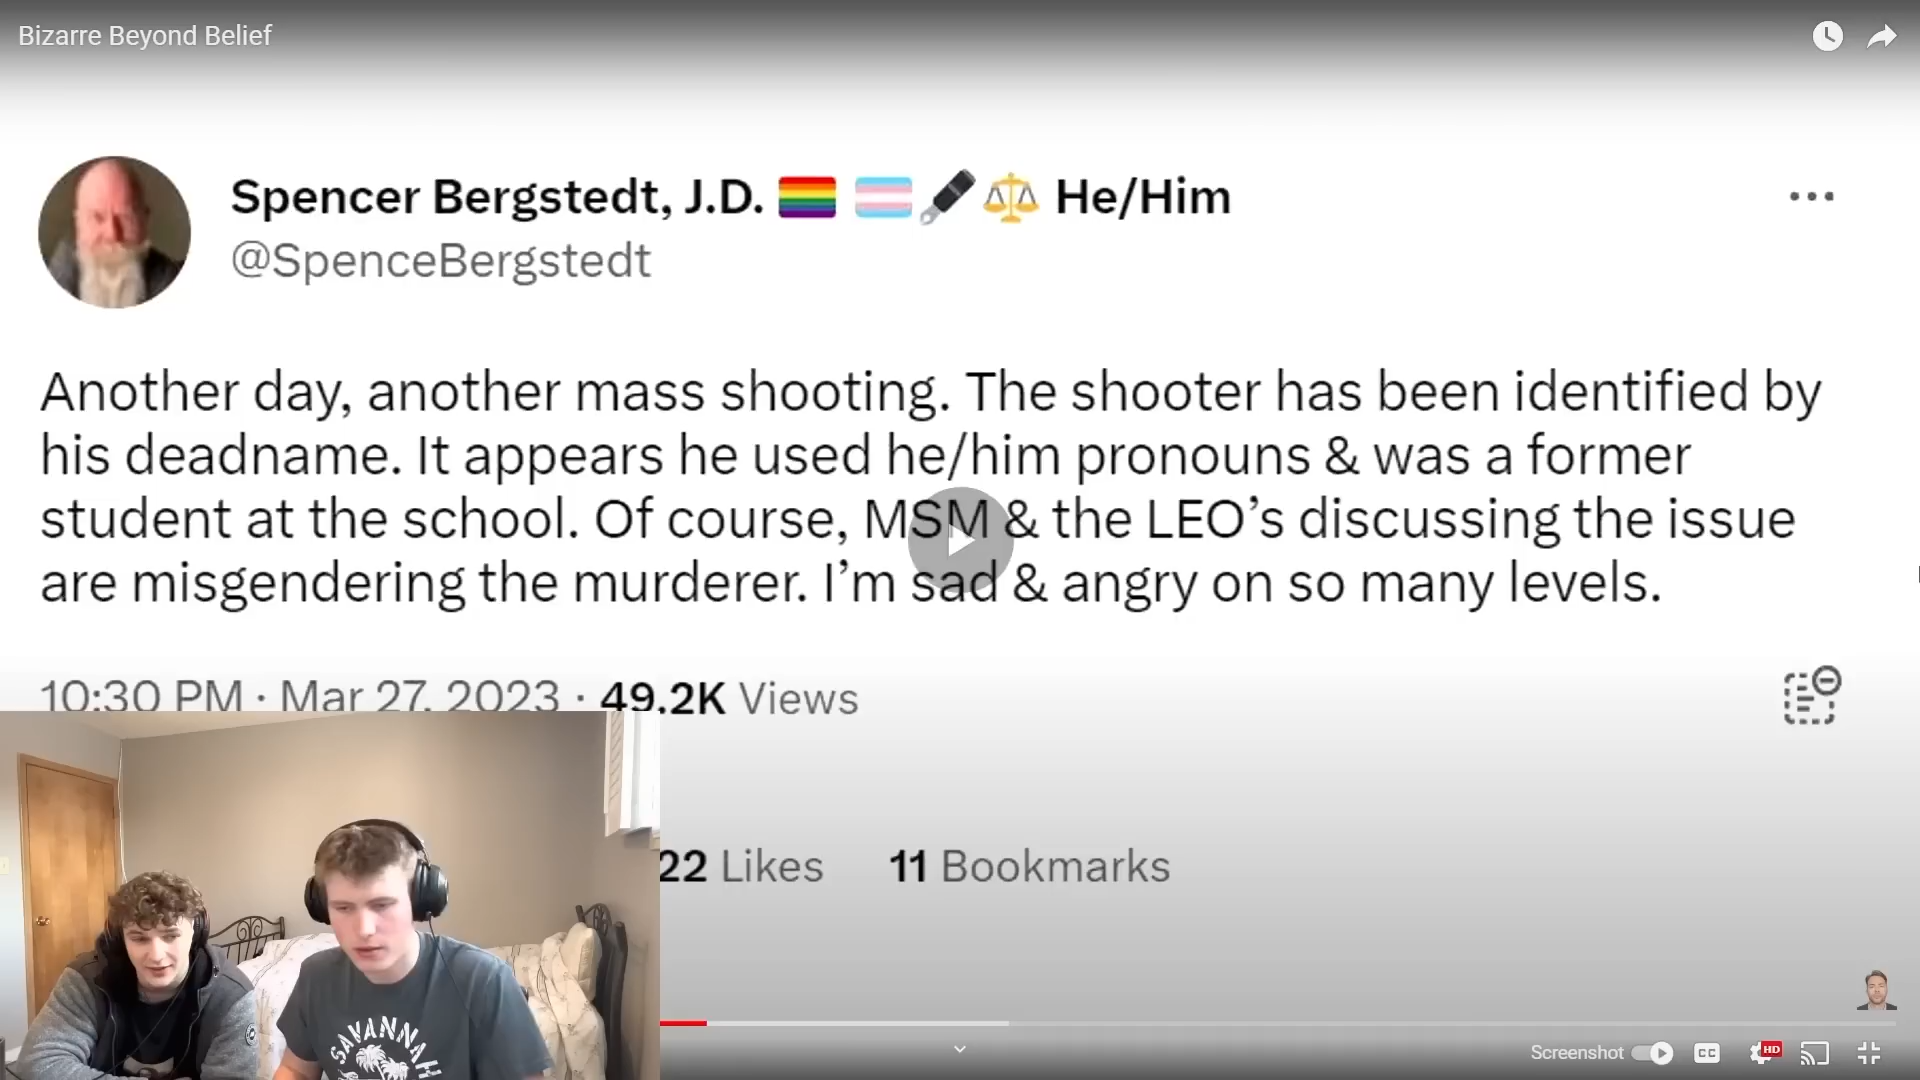 Bizarre Beyond Belief
Spencer Bergstedt, J.D. 🏳️‍🌈 🏳️‍⚧️ 🖋️ ⚖️ He/Him
@SpenceBergstedt
Another day, another mass shooting. The shooter has been identified by
his deadname. It appears he used he/him pronouns & was a former
student at the school. Of course, MSM & the LEO’s discussing the issue
are misgendering the murderer. I’m sad & angry on so many levels.
10:30 PM · Mar 27, 2023 · 49.2K Views
22 Likes 11 Bookmarks
SAVANNAH
Screenshot
CC
HD